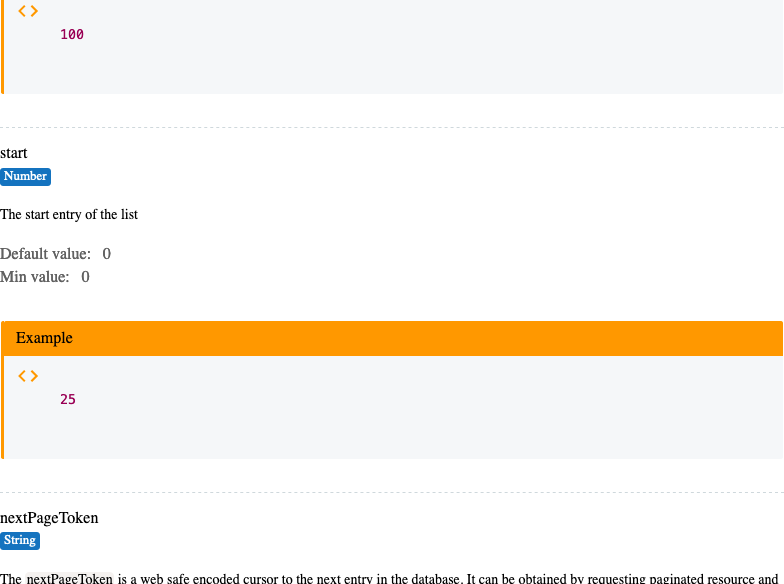 <>
100
start
Number
The start entry of the list
Default value: 0
Min value: 0
Example
<>
25
nextPageToken
String
The nextPageToken is a web safe encoded cursor to the next entry in the database. It can be obtained by requesting paginated resource and